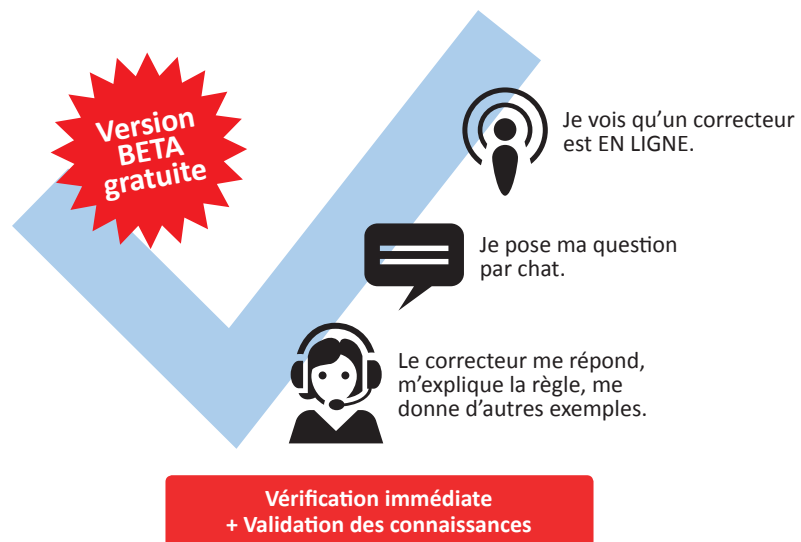 Version
BETA
gratuite
Je vois qu'un correcteur
est EN LIGNE.
Je pose ma question
par chat.
Le correcteur me répond,
m'explique la règle, me
donne d'autres exemples.
Vérification immédiate
+ Validation des connaissances